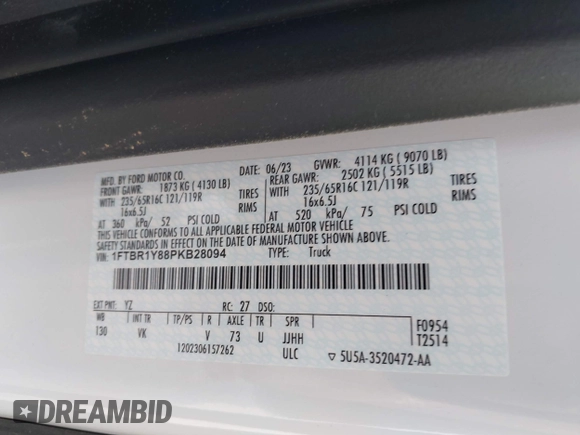 MFD. BY FORD MOTOR CO.
06/23 GVWR: 4114 KG ( 9070 LB)
FRONT GAWR: 1873 KG ( 4130 LB)
REAR GAWR: 2502 KG ( 5515 LB)
WITH 235/65R16C 121/119R TIRES
235/65R16C 121/119R TIRES
16x6.5J RIMS
16x6.5J RIMS
AT 360 kPa/ 52 PSI COLD
AT 520 kPa/ 75 PSI COLD
THIS VEHICLE CONFORMS TO ALL APPLICABLE FEDERAL MOTOR VEHICLE
SAFETY STANDARDS IN EFFECT ON THE DATE OF MANUFACTURE SHOWN ABOVE.
VIN: 1FTBR1Y88PKB28094 TYPE: Truck
EXT PNT: YZ RC: 27 DSO:
WB INT TR TP/PS R AXLE TR SPR
130 VK V 73 U JJHH
F0954
T2514
1202306157262 ULC ▽ 5U5A-3520472-AA
DREAMBID